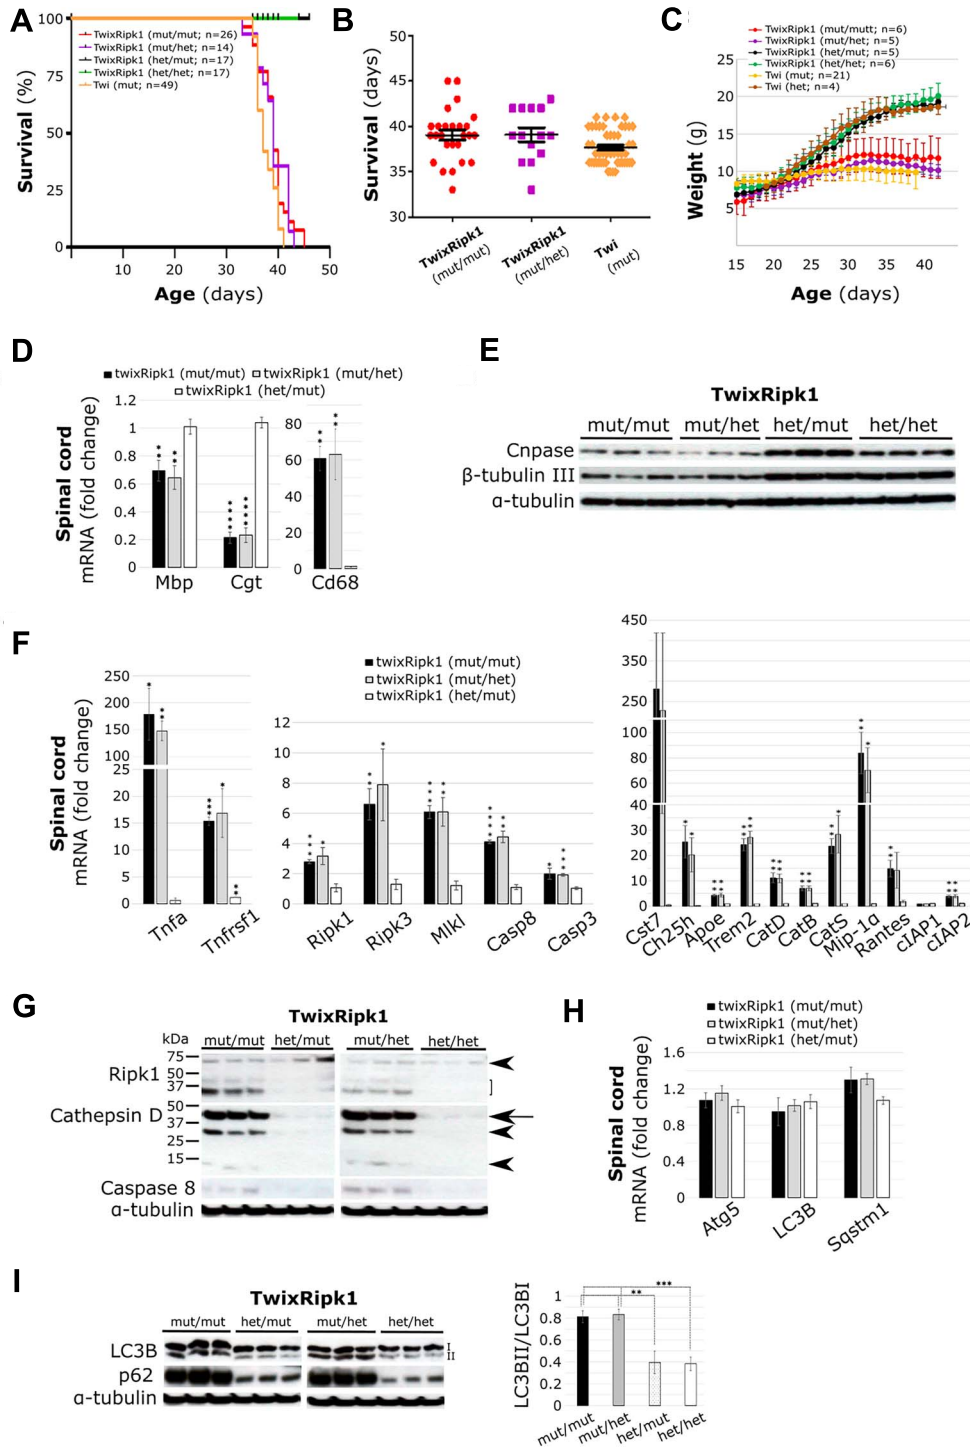 A
100
75
50
25
0
Survival (%)
TwixRipk1 (mut/mut; n=26)
TwixRipk1 (mut/het; n=14)
TwixRipk1 (het/mut; n=17)
TwixRipk1 (het/het; n=17)
Twi (mut; n=49)
10 20 30 40 50
Age (days)
B
50
45
40
35
30
Survival (days)
TwixRipk1 (mut/mut)
TwixRipk1 (mut/het)
Twi (mut)
C
TwixRipk1 (mut/mutt; n=6)
TwixRipk1 (mut/het; n=5)
TwixRipk1 (het/mut; n=5)
TwixRipk1 (het/het; n=6)
Twi (mut; n=21)
Twi (het; n=4)
25
20
15
10
5
Weight (g)
15 20 25 30 35 40
Age (days)
D
twixRipk1 (mut/mut) twixRipk1 (mut/het)
twixRipk1 (het/mut)
Spinal cord
mRNA (fold change)
1.2
1
0.8
0.6
0.4
0.2
0
80
60
40
20
0
** ** **** **** ** **
Mbp Cgt Cd68
E
TwixRipk1
mut/mut mut/het het/mut het/het
Cnpase
β-tubulin III
α-tubulin
F
twixRipk1 (mut/mut)
twixRipk1 (mut/het)
twixRipk1 (het/mut)
Spinal cord
mRNA (fold change)
250
200
150
100
25
20
15
10
5
0
* ** *** * **
Tnfa Tnfrsf1
12
10
8
6
4
2
0
*** * ** * *** ** **** *** * ***
Ripk1 Ripk3 Mlkl Casp8 Casp3
450
350
250
100
80
60
40
30
20
10
0
Cst7 Ch25h Apoe Trem2 CatD CatB CatS Mip-1α Rantes cIAP1 cIAP2
G
TwixRipk1
kDa
mut/mut het/mut mut/het het/het
75
50
37
Ripk1
50
37
25
15
Cathepsin D
Caspase 8
α-tubulin
H
twixRipk1 (mut/mut)
twixRipk1 (mut/het)
twixRipk1 (het/mut)
Spinal cord
mRNA (fold change)
1.6
1.2
0.8
0.4
0
Atg5 LC3B Sqstm1
I
TwixRipk1
mut/mut het/mut mut/het het/het
LC3B
I
II
p62
α-tubulin
LC3BII/LC3BI
1
0.8
0.6
0.4
0.2
0
***
**
mut/mut mut/het het/mut het/het